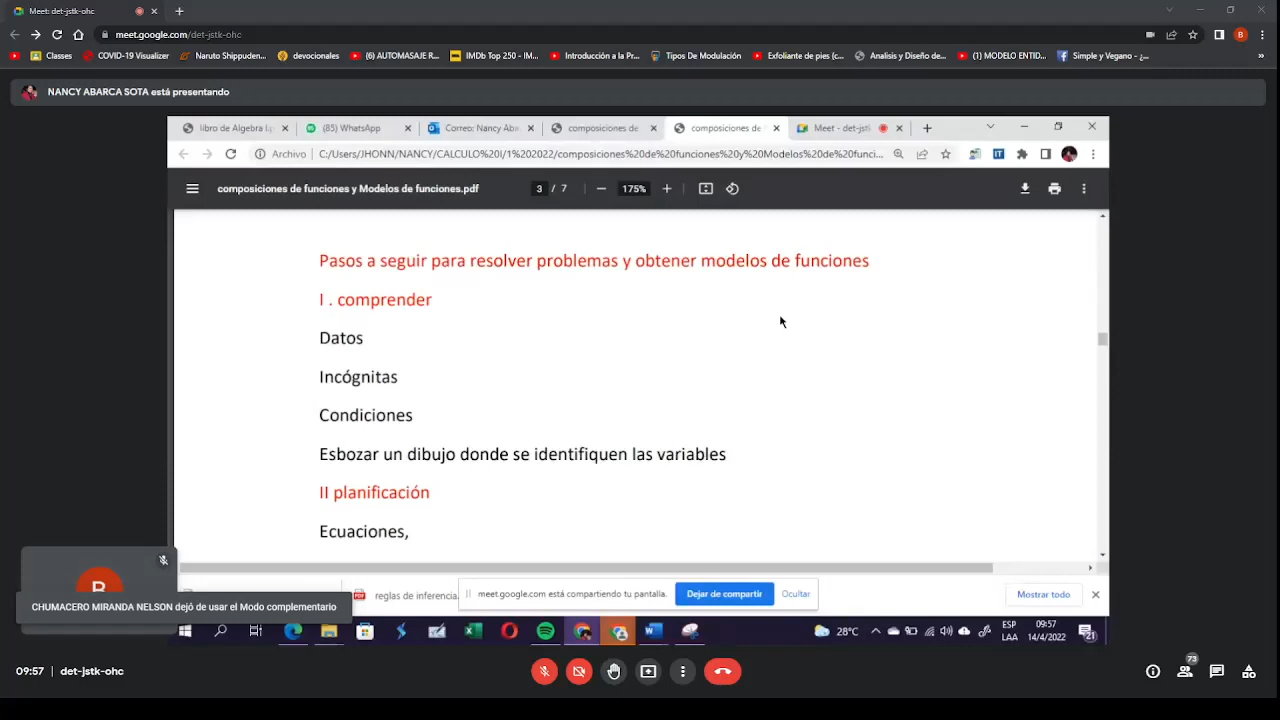 Meet: det-jstk-ohc
meet.google.com/det-jstk-ohc
B
Classes
COVID-19 Visualizer
Naruto Shippuden...
devocionales
(6) AUTOMASAJE R...
IMDb Top 250 - IM...
Introducción a la Pr...
Tipos De Modulación
Exfoliante de pies (c...
Analisis y Diseño de...
(1) MODELO ENTID...
Simple y Vegano - ¿...
NANCY ABARCA SOTA está presentando
libro de Algebra li
(85) WhatsApp
Correo: Nancy Aba
composiciones de
composiciones de
Meet - det-jsti
Archivo
C:/Users/JHONN/NANCY/CALCULO%20I/1%202022/composiciones%20de%20funciones%20y%20Modelos%20de%20funci...
composiciones de funciones y Modelos de funciones.pdf
3 / 7
175%
Pasos a seguir para resolver problemas y obtener modelos de funciones
I . comprender
Datos
Incógnitas
Condiciones
Esbozar un dibujo donde se identifiquen las variables
II planificación
Ecuaciones,
B
CHUMACERO MIRANDA NELSON dejó de usar el Modo complementario
reglas de inferencia
meet.google.com está compartiendo tu pantalla.
Dejar de compartir
Ocultar
Mostrar todo
28°C
ESP
LAA
09:57
14/4/2022
21
09:57 | det-jstk-ohc
73